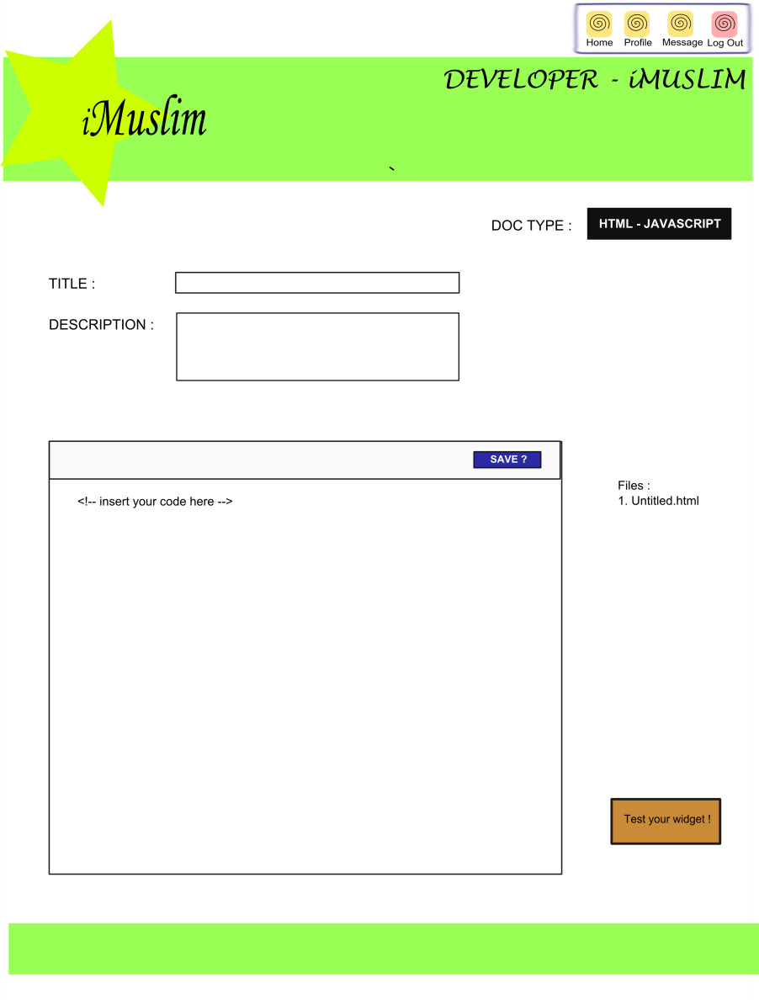 Home Profile Message Log Out
DEVELOPER - iMUSLIM
iMuslim
DOC TYPE : HTML - JAVASCRIPT
TITLE :
DESCRIPTION :
SAVE ?
<!-- insert your code here -->
Files :
1. Untitled.html
Test your widget !